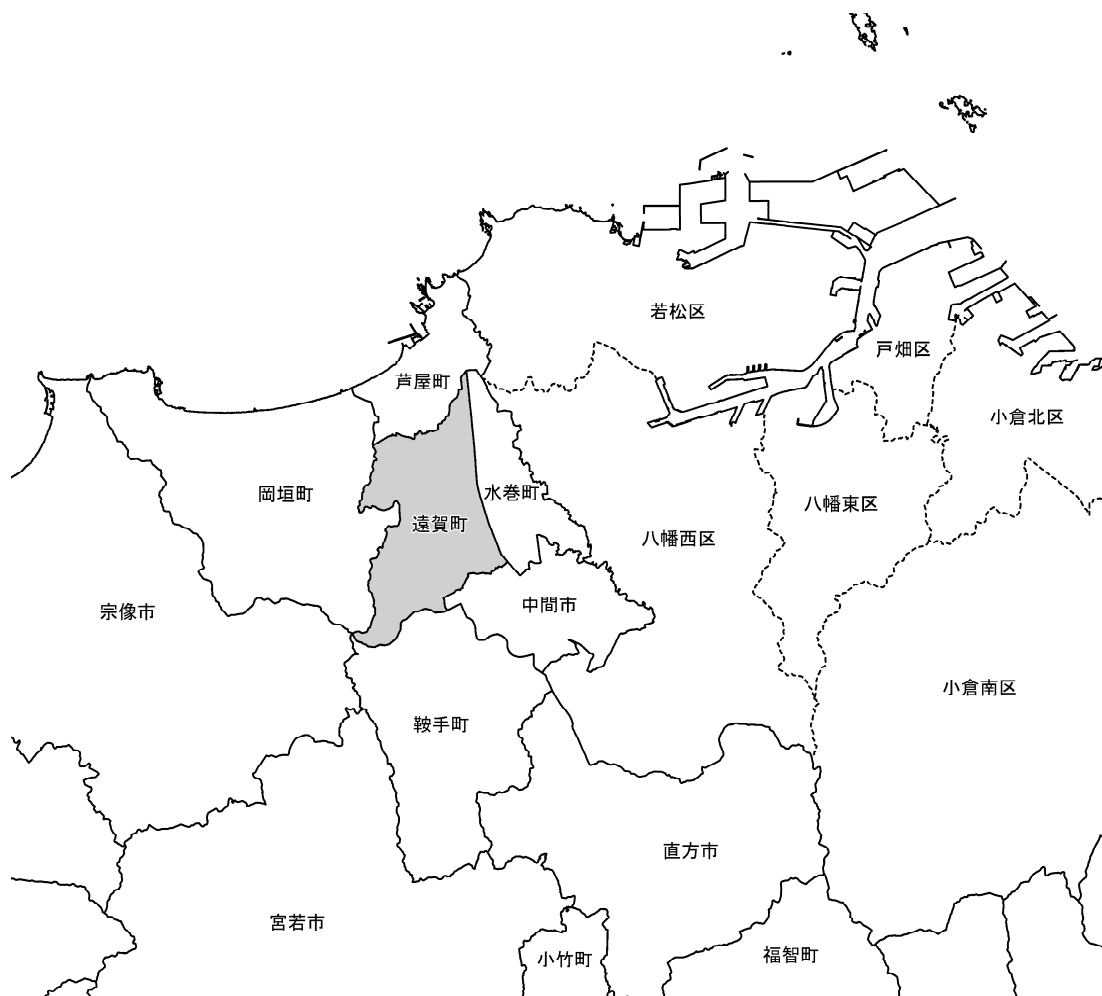 若松区
戸畑区
芦屋町
小倉北区
岡垣町
水巻町
八幡東区
遠賀町
八幡西区
中間市
宗像市
小倉南区
鞍手町
直方市
宮若市
福智町
小竹町